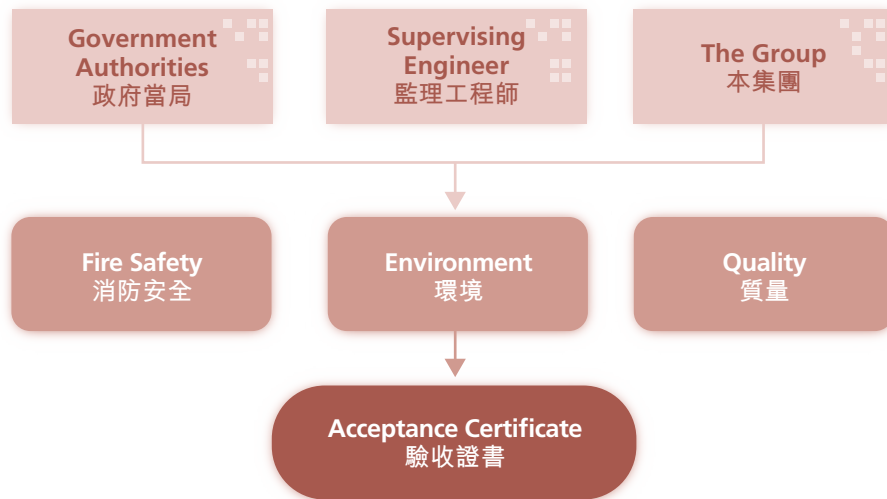 Government
Authorities
政府當局
Supervising
Engineer
監理工程師
The Group
本集團
Fire Safety
消防安全
Environment
環境
Quality
質量
Acceptance Certificate
驗收證書